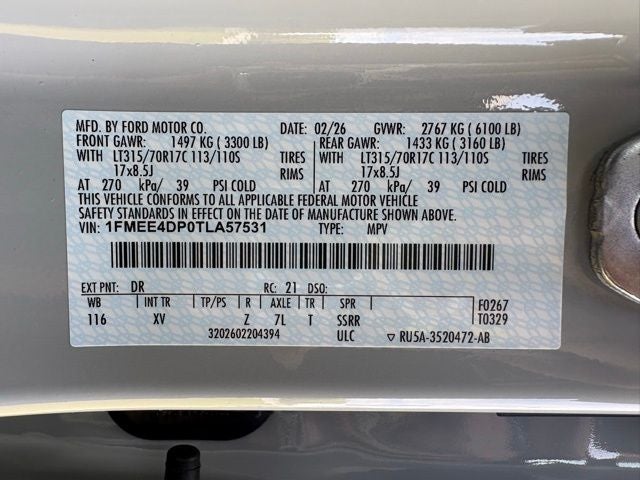 MFD. BY FORD MOTOR CO. DATE: 02/26 GVWR: 2767 KG ( 6100 LB)
FRONT GAWR: 1497 KG ( 3300 LB) REAR GAWR: 1433 KG ( 3160 LB)
WITH LT315/70R17C 113/110S TIRES WITH LT315/70R17C 113/110S TIRES
17x8.5J RIMS 17x8.5J RIMS
AT 270 kPa/ 39 PSI COLD AT 270 kPa/ 39 PSI COLD
THIS VEHICLE CONFORMS TO ALL APPLICABLE FEDERAL MOTOR VEHICLE
SAFETY STANDARDS IN EFFECT ON THE DATE OF MANUFACTURE SHOWN ABOVE.
VIN: 1FMEE4DP0TLA57531 TYPE: MPV
EXT PNT: DR RC: 21 DSO:
WB INT TR TP/PS R AXLE TR SPR F0267
116 XV Z 7L T SSRR T0329
3202602204394 ULC ▽ RU5A-3520472-AB